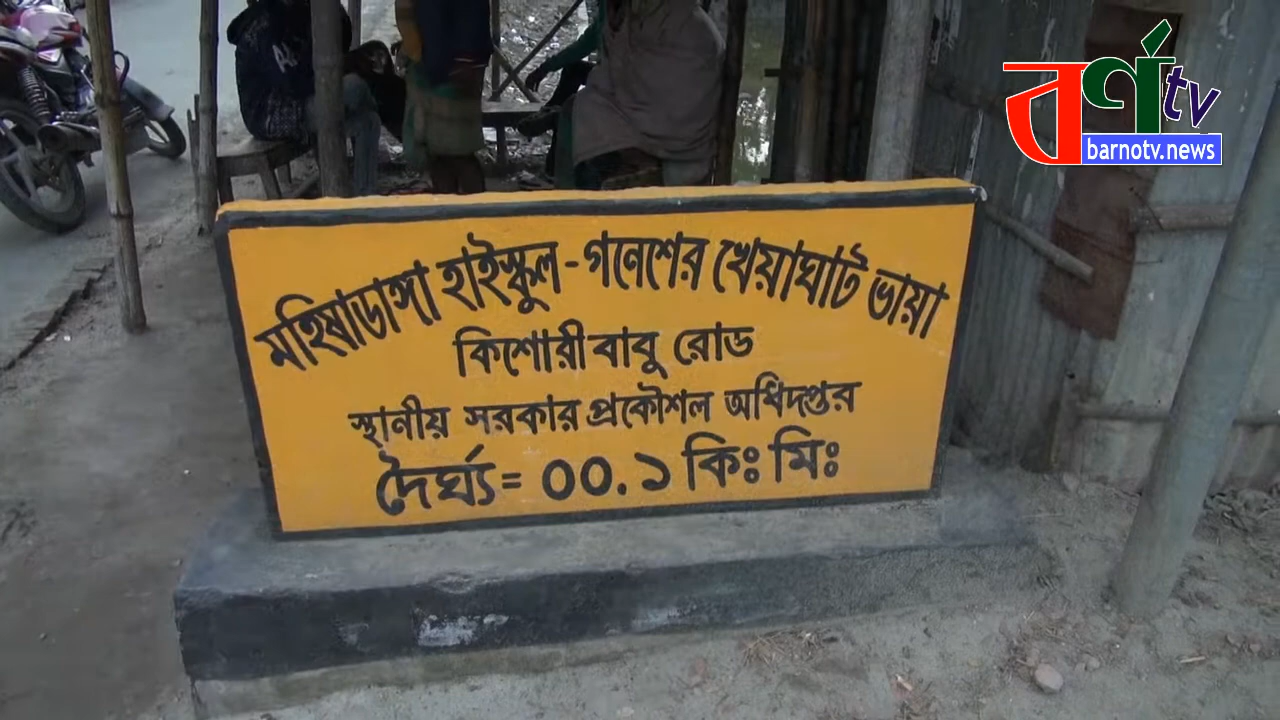 বর্ণ tv
barnotv.news
মহিষাডাঙ্গা হাইস্কুল-গনেশের খেয়াঘাট ভায়া
কিশোরী বাবু রোড
স্থানীয় সরকার প্রকৌশল অধিদপ্তর
দৈর্ঘ্য= ০০.১ কিঃ মিঃ